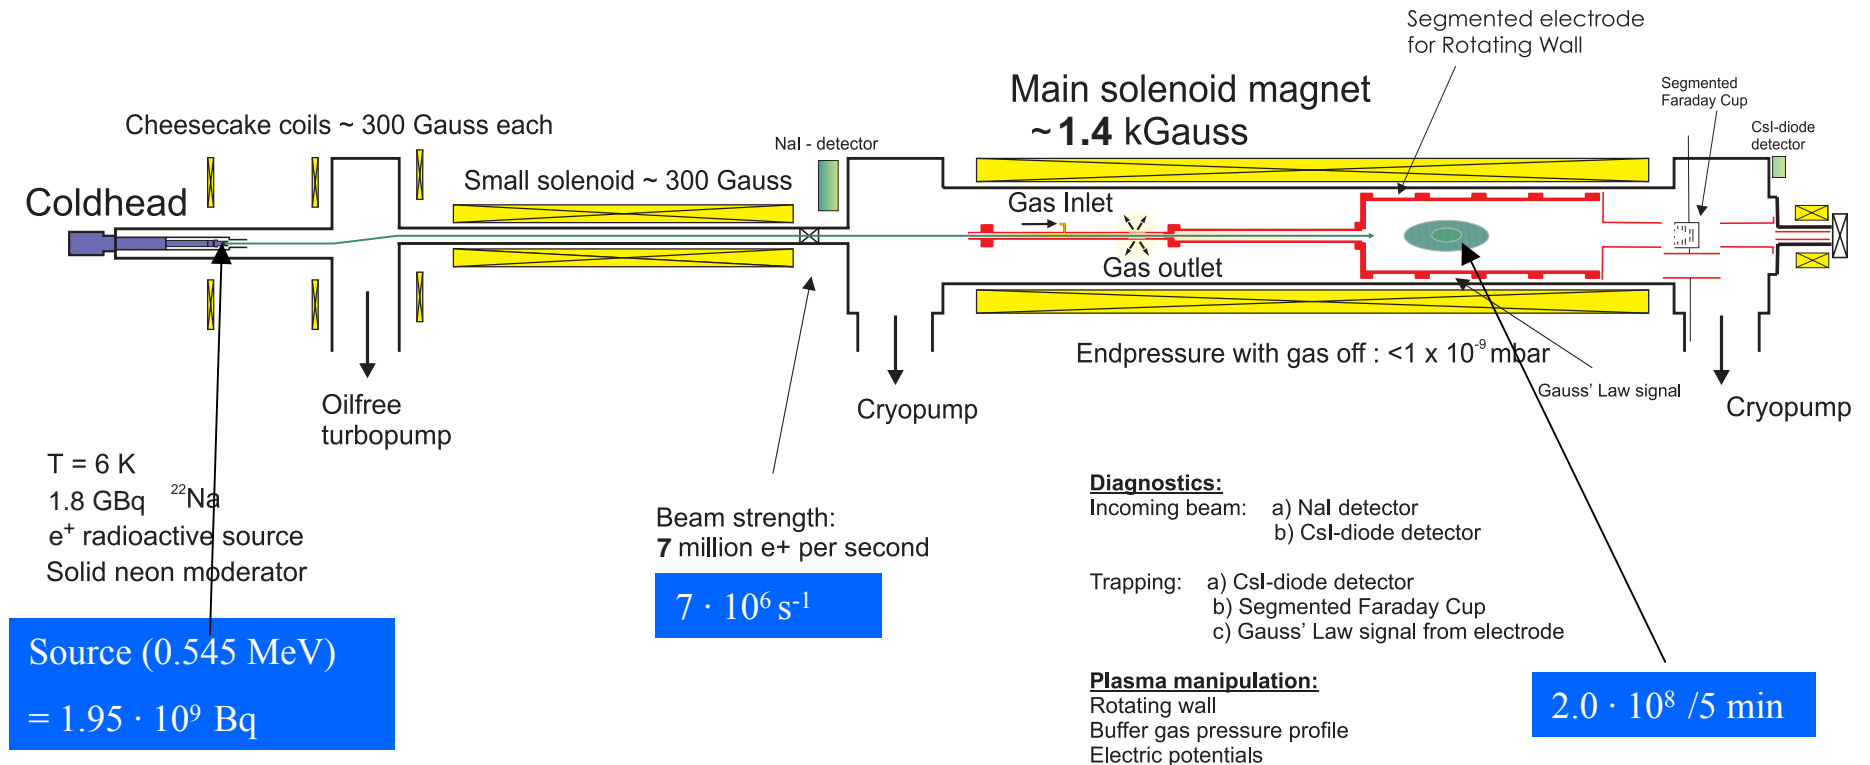 Segmented electrode
for Rotating Wall
Main solenoid magnet
~ 1.4 kGauss
Segmented
Faraday Cup
Cheesecake coils ~ 300 Gauss each
NaI - detector
CsI-diode
detector
Small solenoid ~ 300 Gauss
Coldhead
Gas Inlet
Gas outlet
Endpressure with gas off : <1 x 10⁻⁹ mbar
Gauss' Law signal
Oilfree
turbopump
Cryopump
Cryopump
T = 6 K
1.8 GBq ²²Na
e⁺ radioactive source
Solid neon moderator
Beam strength:
7 million e+ per second
7 · 10⁶ s⁻¹
Source (0.545 MeV)
= 1.95 · 10⁹ Bq
Diagnostics:
Incoming beam: a) NaI detector
b) CsI-diode detector
Trapping: a) CsI-diode detector
b) Segmented Faraday Cup
c) Gauss' Law signal from electrode
Plasma manipulation:
Rotating wall
Buffer gas pressure profile
Electric potentials
2.0 · 10⁸ /5 min